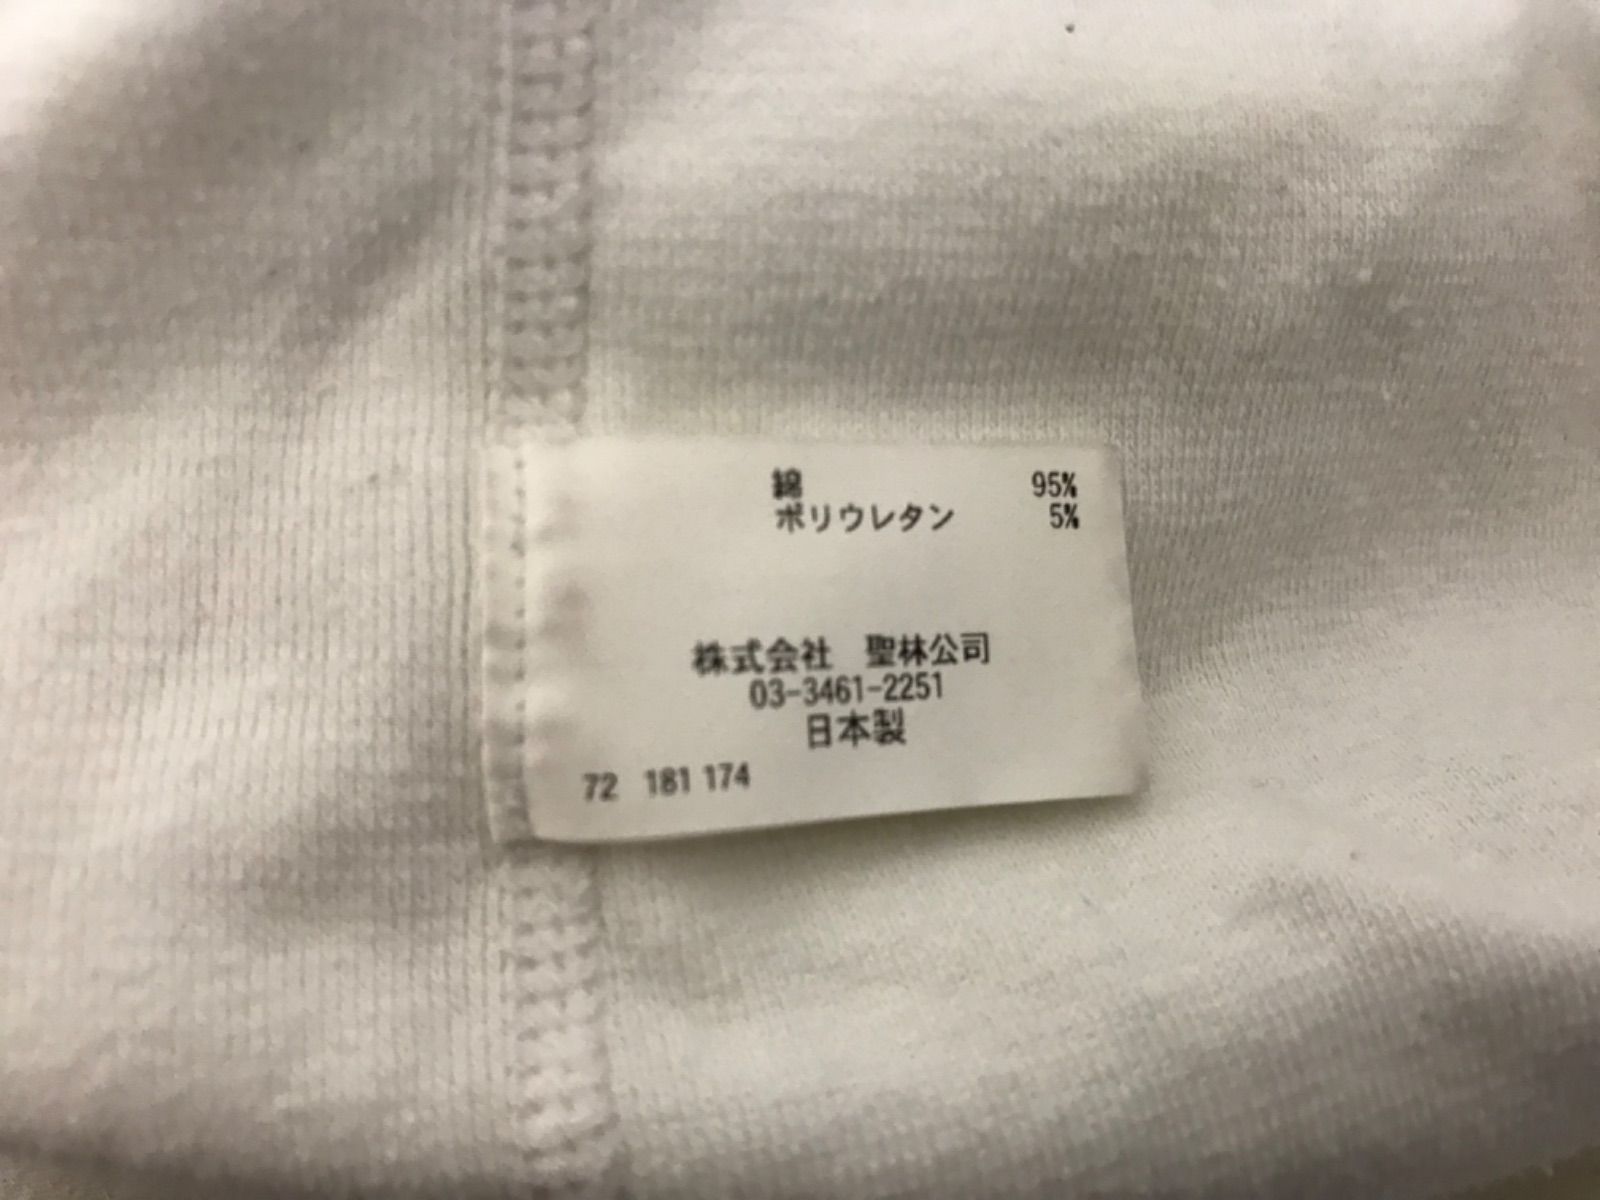 綿 95%
ポリウレタン 5%
株式会社 聖林公司
03-3461-2251
日本製
72 181 174